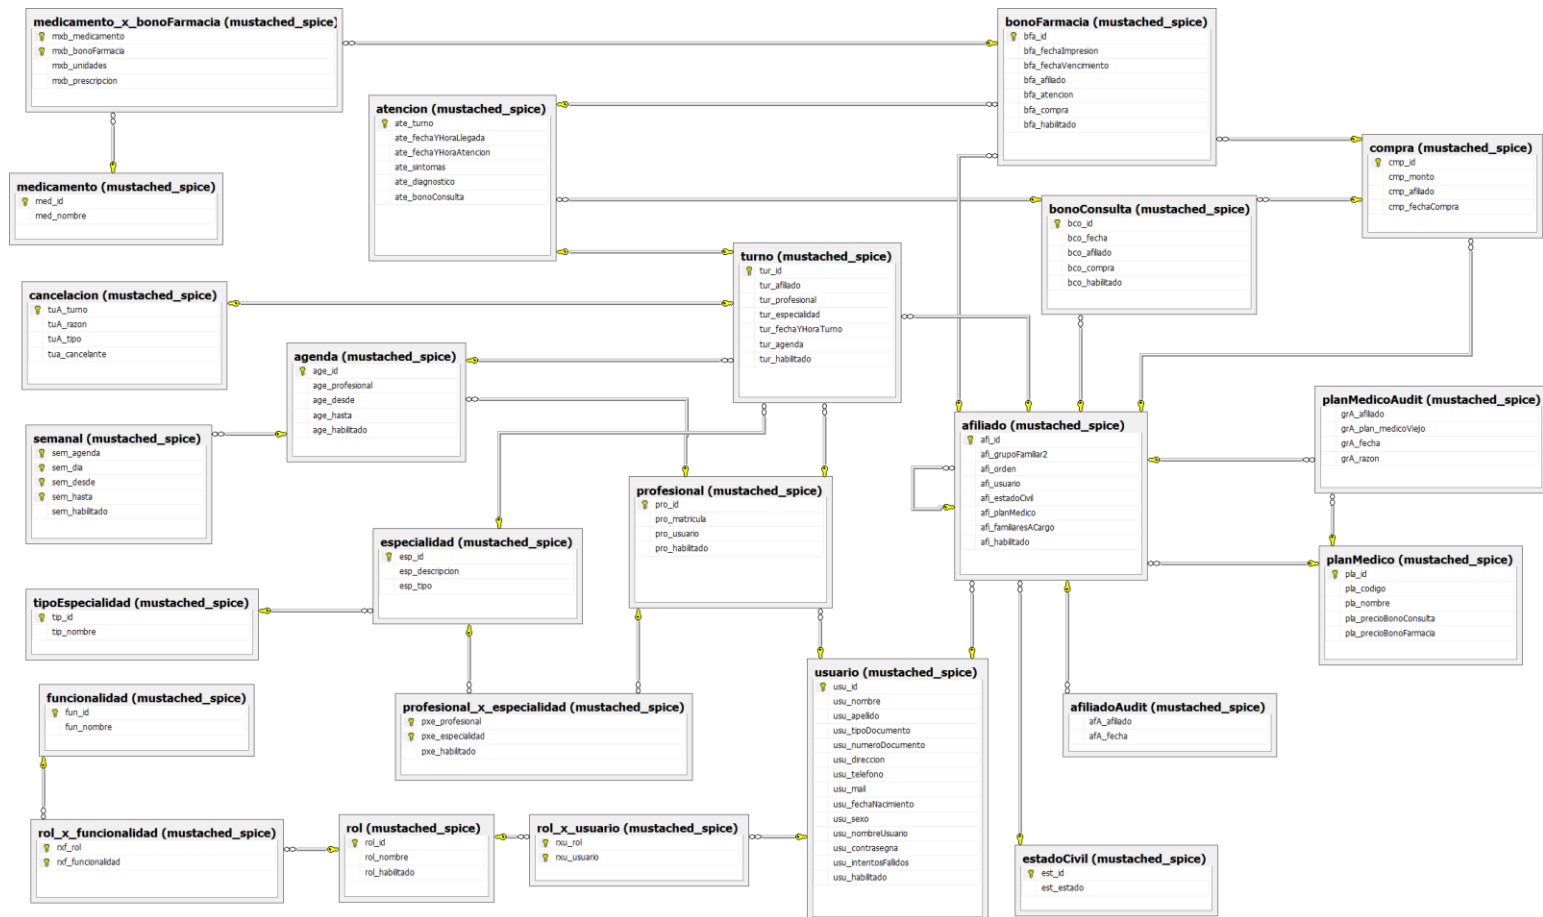 medicamento_x_bonoFarmacia (mustached_spice)
mxb_medicamento
mxb_bonoFarmacia
mxb_unidades
mxb_prescripcion
bonoFarmacia (mustached_spice)
bfa_id
bfa_fechaImpresion
bfa_fechaVencimiento
bfa_afiliado
bfa_atencion
bfa_compra
bfa_habilitado
atencion (mustached_spice)
ate_turno
ate_fechaYHoraLlegada
ate_fechaYHoraAtencion
ate_sintomas
ate_diagnostico
ate_bonoConsulta
compra (mustached_spice)
cmp_id
cmp_monto
cmp_afiliado
cmp_fechaCompra
medicamento (mustached_spice)
med_id
med_nombre
bonoConsulta (mustached_spice)
bco_id
bco_fecha
bco_afiliado
bco_compra
bco_habilitado
turno (mustached_spice)
tur_id
tur_afiliado
tur_profesional
tur_especialidad
tur_fechaYHoraTurno
tur_agenda
tur_habilitado
cancelacion (mustached_spice)
tuA_turno
tuA_razon
tuA_tipo
tua_cancelante
agenda (mustached_spice)
age_id
age_profesional
age_desde
age_hasta
age_habilitado
planMedicoAudit (mustached_spice)
grA_afiliado
grA_plan_medicoViejo
grA_fecha
grA_razon
afiliado (mustached_spice)
afi_id
afi_grupoFamiliar2
afi_orden
afi_usuario
afi_estadoCivil
afi_planMedico
afi_familaresACargo
afi_habilitado
semanal (mustached_spice)
sem_agenda
sem_dia
sem_desde
sem_hasta
sem_habilitado
profesional (mustached_spice)
pro_id
pro_matricula
pro_usuario
pro_habilitado
especialidad (mustached_spice)
esp_id
esp_descripcion
esp_tipo
planMedico (mustached_spice)
pla_id
pla_codigo
pla_nombre
pla_precioBonoConsulta
pla_precioBonoFarmacia
tipoEspecialidad (mustached_spice)
tip_id
tip_nombre
usuario (mustached_spice)
usu_id
usu_nombre
usu_apellido
usu_tipoDocumento
usu_numeroDocumento
usu_direccion
usu_telefono
usu_mail
usu_fechaNacimiento
usu_sexo
usu_nombreUsuario
usu_contrasegna
usu_intentosFallidos
usu_habilitado
funcionalidad (mustached_spice)
fun_id
fun_nombre
profesional_x_especialidad (mustached_spice)
pxe_profesional
pxe_especialidad
pxe_habilitado
afiliadoAudit (mustached_spice)
afA_afiliado
afA_fecha
rol_x_funcionalidad (mustached_spice)
rxf_rol
rxf_funcionalidad
rol (mustached_spice)
rol_id
rol_nombre
rol_habilitado
rol_x_usuario (mustached_spice)
rxu_rol
rxu_usuario
estadoCivil (mustached_spice)
est_id
est_estado